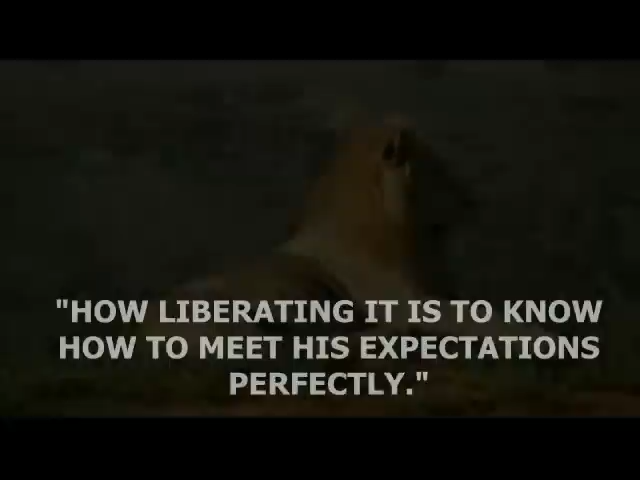 "HOW LIBERATING IT IS TO KNOW
HOW TO MEET HIS EXPECTATIONS
PERFECTLY."